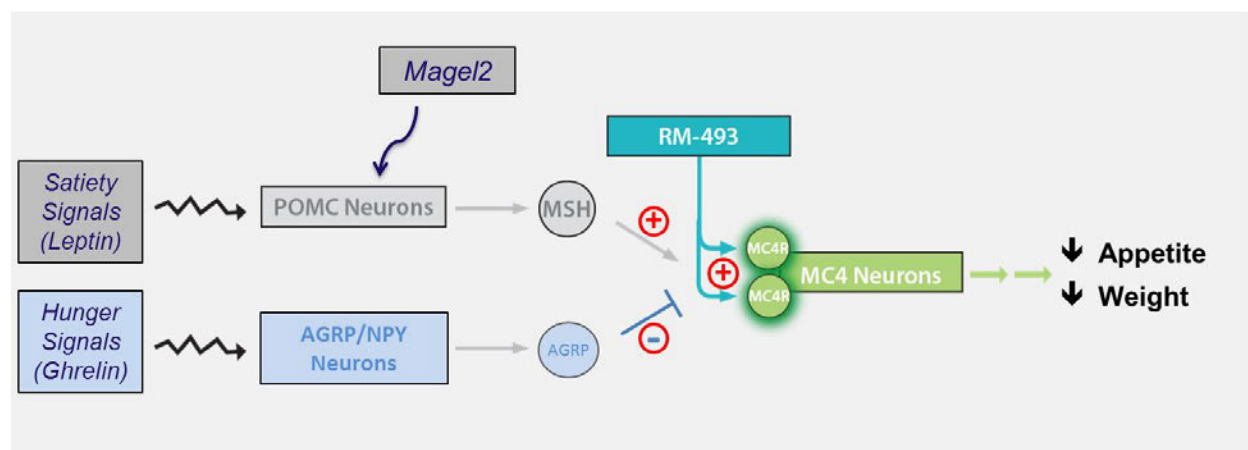 Magel2
RM-493
Satiety
Signals
(Leptin)
POMC Neurons
MSH
+
MC4R
+
MC4 Neurons
MC4R
Appetite
Weight
Hunger
Signals
(Ghrelin)
AGRP/NPY
Neurons
AGRP
-